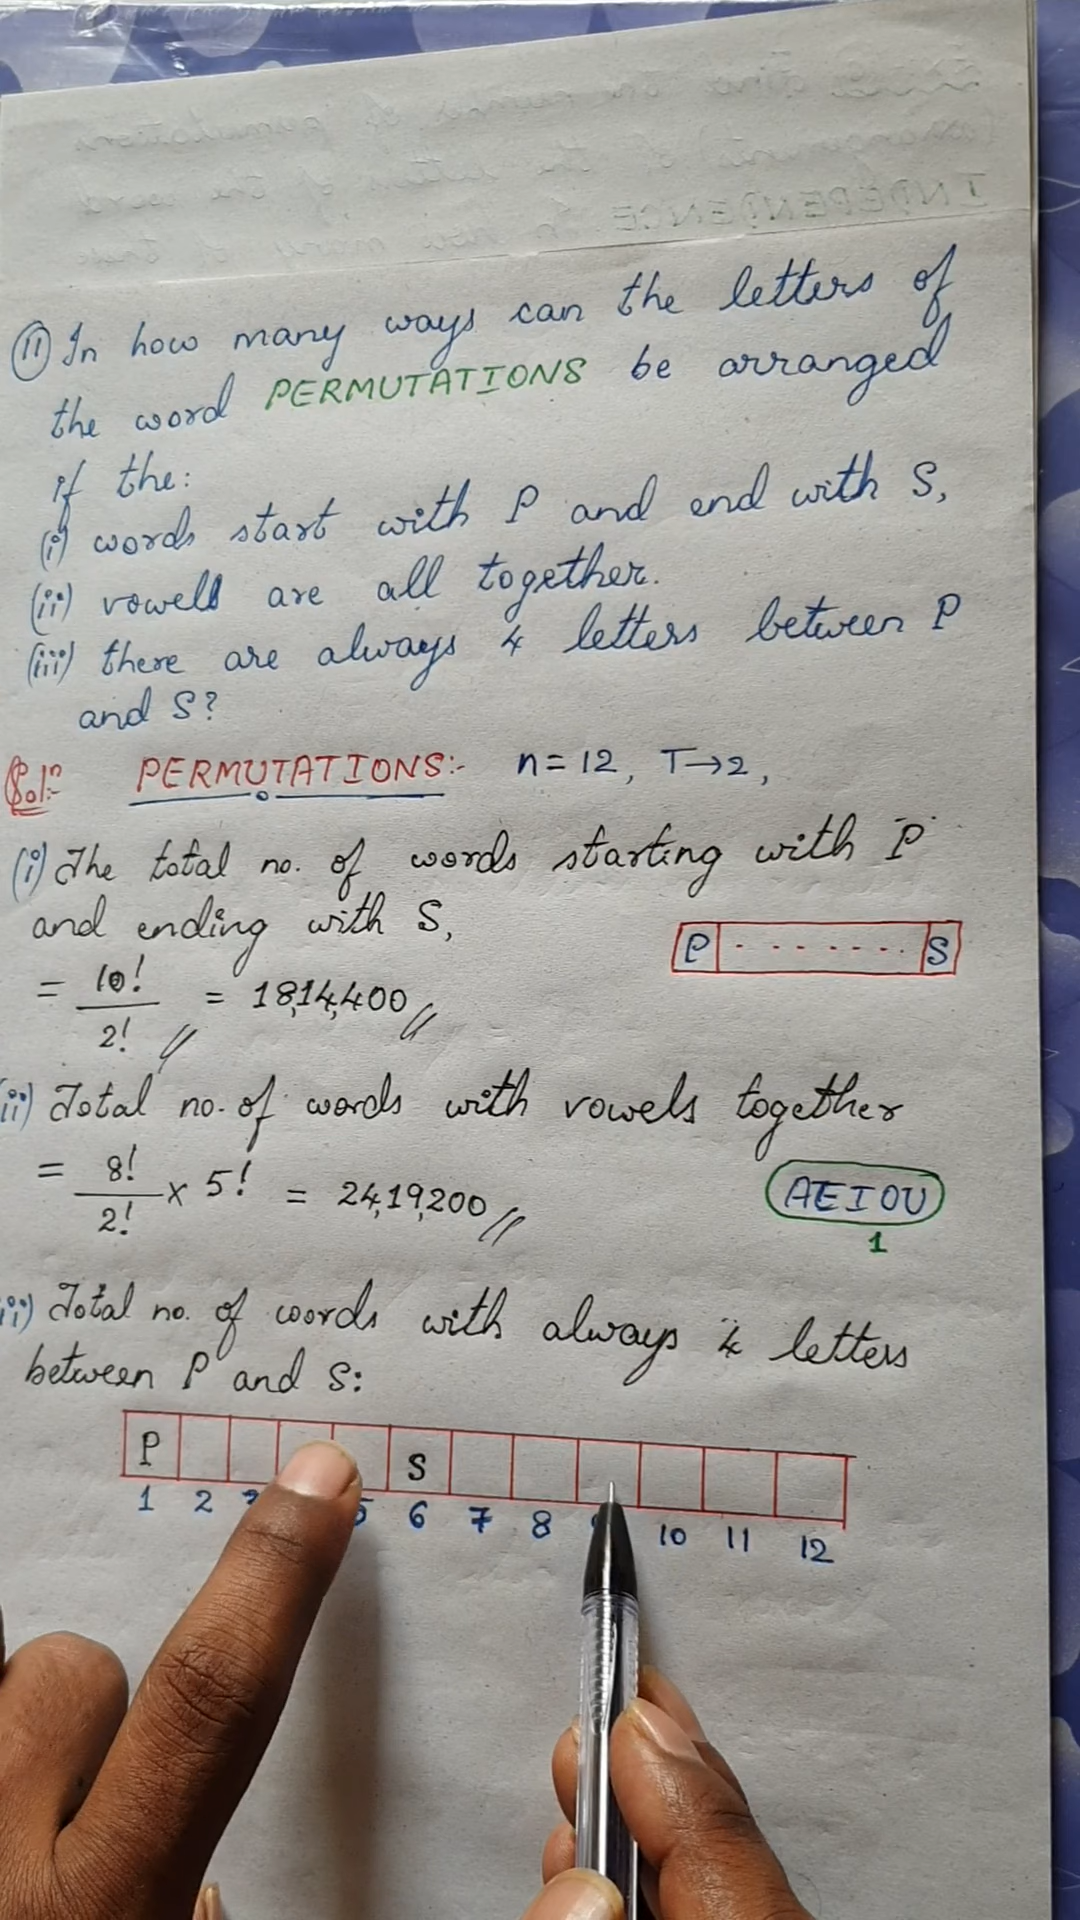 (11) In how many ways can the letters of
the word PERMUTATIONS be arranged
if the:
(i) words start with P and end with S,
(ii) vowels are all together.
(iii) there are always 4 letters between P
and S?
Solⁿ:- PERMUTATIONS:- n = 12, T→2,
(i) The total no. of words starting with P
and ending with S,
P . . . . . . . S
= 10!/2! = 18,14,400
ii) Total no. of words with vowels together
= 8!/2! × 5! = 24,19,200
AEIOU
1
iii) Total no. of words with always 4 letters
between P and S:
P S
1 2 3 5 6 7 8 10 11 12